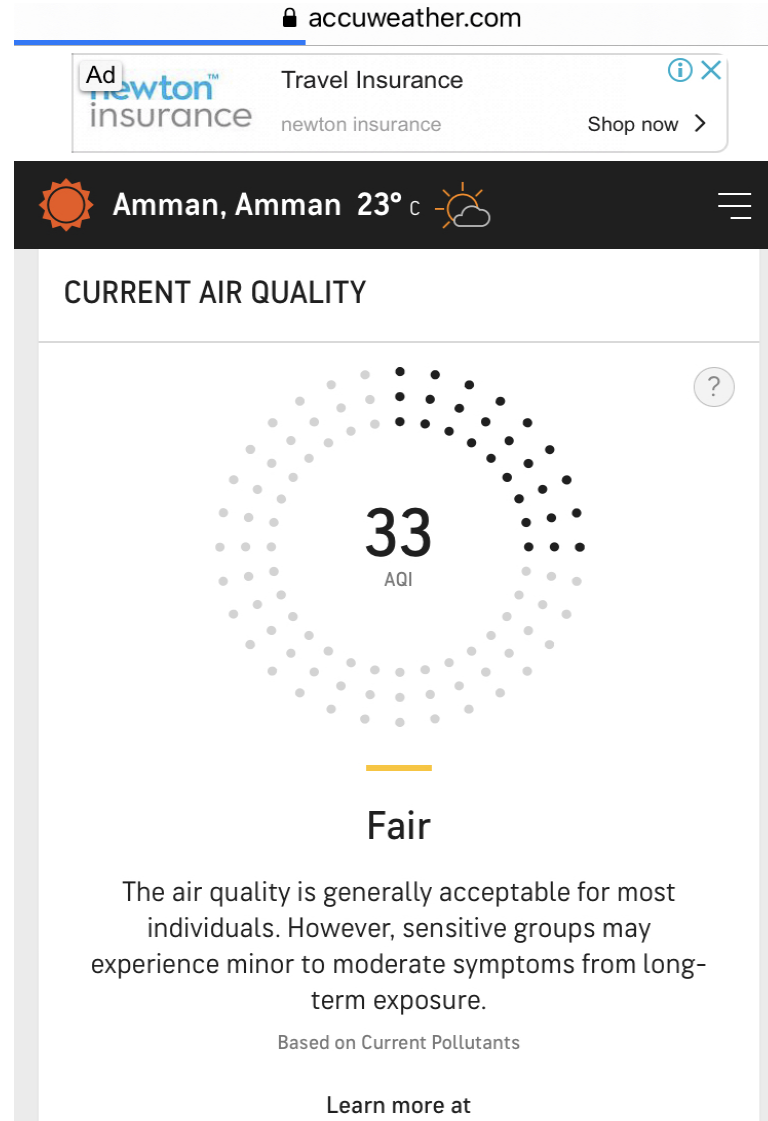 accuweather.com
Ad
newton™
insurance
Travel Insurance
newton insurance
Shop now
Amman, Amman 23° C
CURRENT AIR QUALITY
?
33
AQI
Fair
The air quality is generally acceptable for most
individuals. However, sensitive groups may
experience minor to moderate symptoms from long-
term exposure.
Based on Current Pollutants
Learn more at